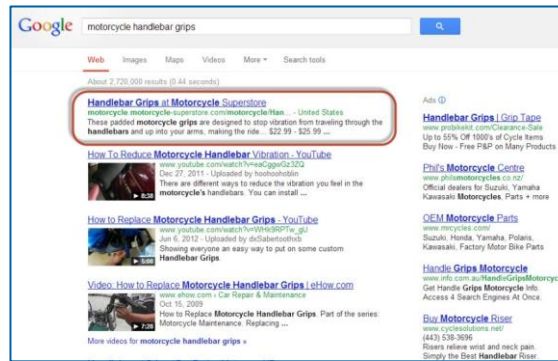 Google
motorcycle handlebar grips
Web Images Maps Videos More Search tools
About 2,720,000 results (0.44 seconds)
Handlebar Grips at Motorcycle Superstore
motorcycle.motorcycle-superstore.com/motorcycle/Han... - United States
These padded motorcycle grips are designed to stop vibration from traveling through the
handlebars and up into your arms, making the ride... $22.99 - $25.99 ...
How To Reduce Motorcycle Handlebar Vibration - YouTube
Dec 27, 2011 - Uploaded by hoohoohoblin
There are different ways to reduce the vibration you feel in the
motorcycle's handlebars. You can install ...
8:38
How to Replace Motorcycle Handlebar Grips - YouTube
Jun 6, 2012 - Uploaded by dxSabertoothxb
Showing everyone an easy way to put on some custom
Handlebar Grips
5:00
Video: How to Replace Motorcycle Handlebar Grips | eHow.com
www.ehow.com › Car Repair & Maintenance
Oct 15, 2009
How to Replace Motorcycle Handlebar Grips. Part of the series:
Motorcycle Maintenance. Replacing ...
7:28
More videos for motorcycle handlebar grips »
Ads
Handlebar Grips | Grip Tape
www.probikekit.com/Clearance-Sale
Up to 55% Off 1000's of Cycle Items
Buy Now - Free P&P on Many Products
Phil's Motorcycle Centre
www.philsmotorcycles.co.nz/
Official dealers for Suzuki, Yamaha
Kawasaki Motorcycles, Parts + more
OEM Motorcycle Parts
www.mrcycles.com/
Suzuki, Honda, Yamaha, Polaris,
Kawasaki, Factory Motor Bike Parts
Handle Grips Motorcycle
www.info.com.au/HandleGripsMotorcyc
Get Handle Grips Motorcycle Info.
Access 4 Search Engines At Once.
Buy Motorcycle Riser
www.cyclesolutions.net/
(443) 538-3696
Risers relieve wrist and neck pain.
Simply the Best Handlebar Riser